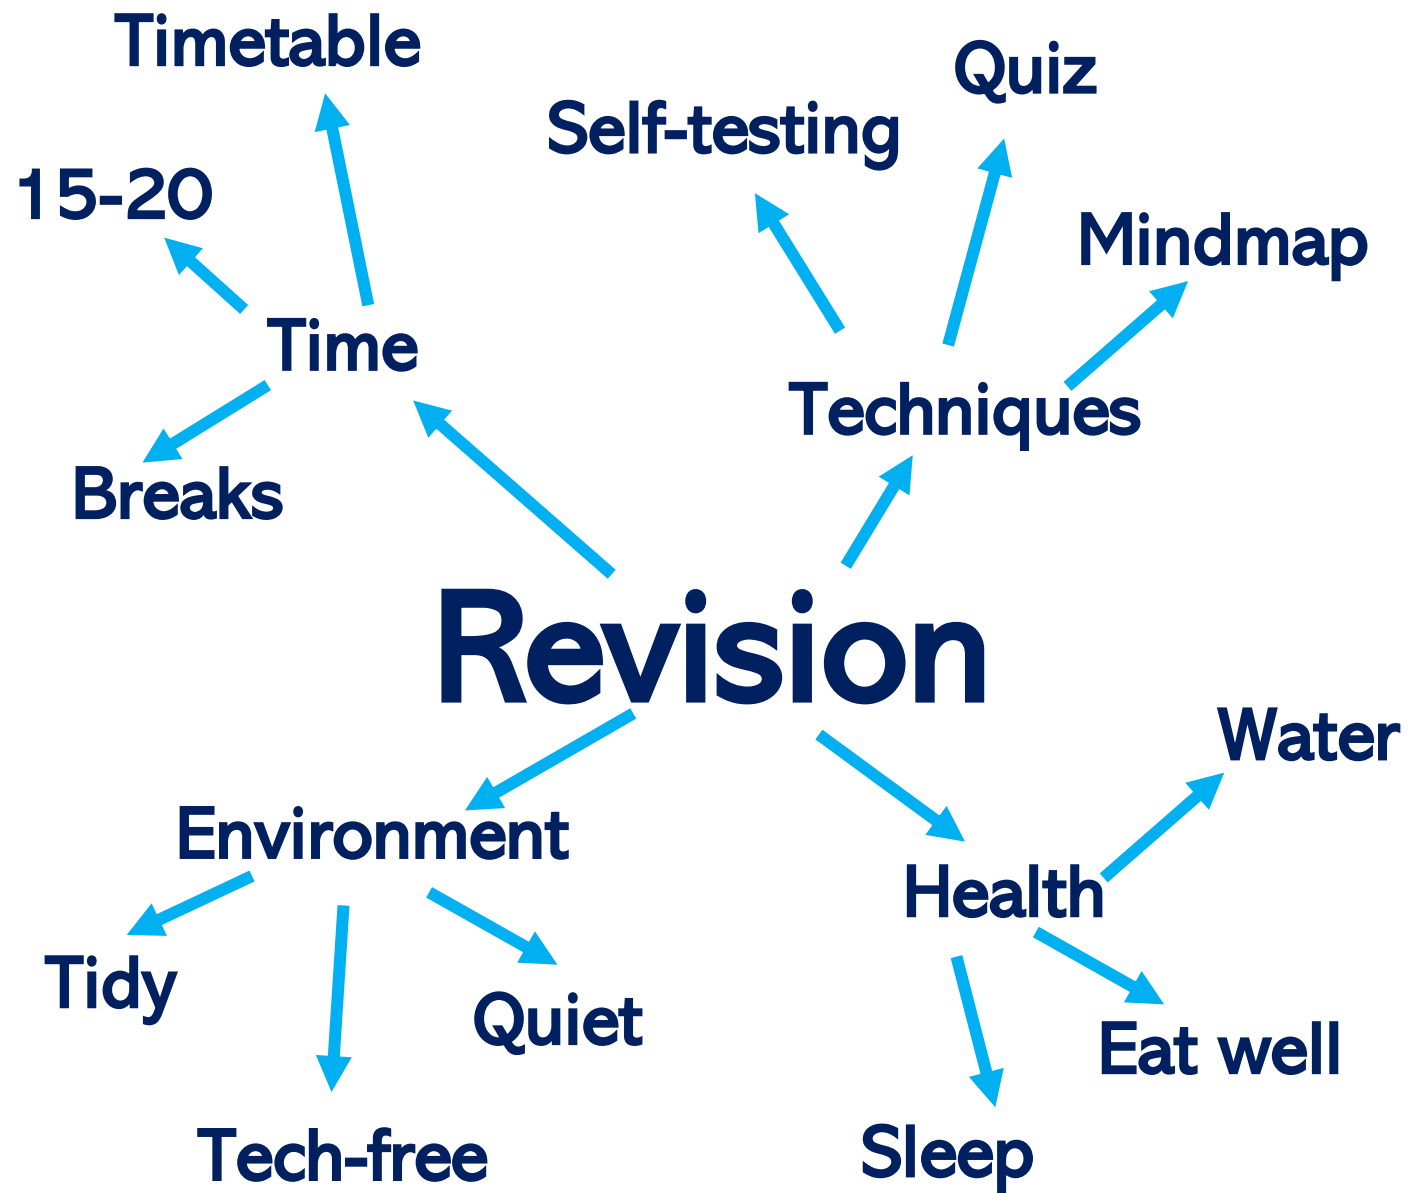 Timetable
Quiz
Self-testing
15-20
Mindmap
Time
Techniques
Breaks
Revision
Water
Environment
Health
Tidy
Quiet
Eat well
Tech-free
Sleep